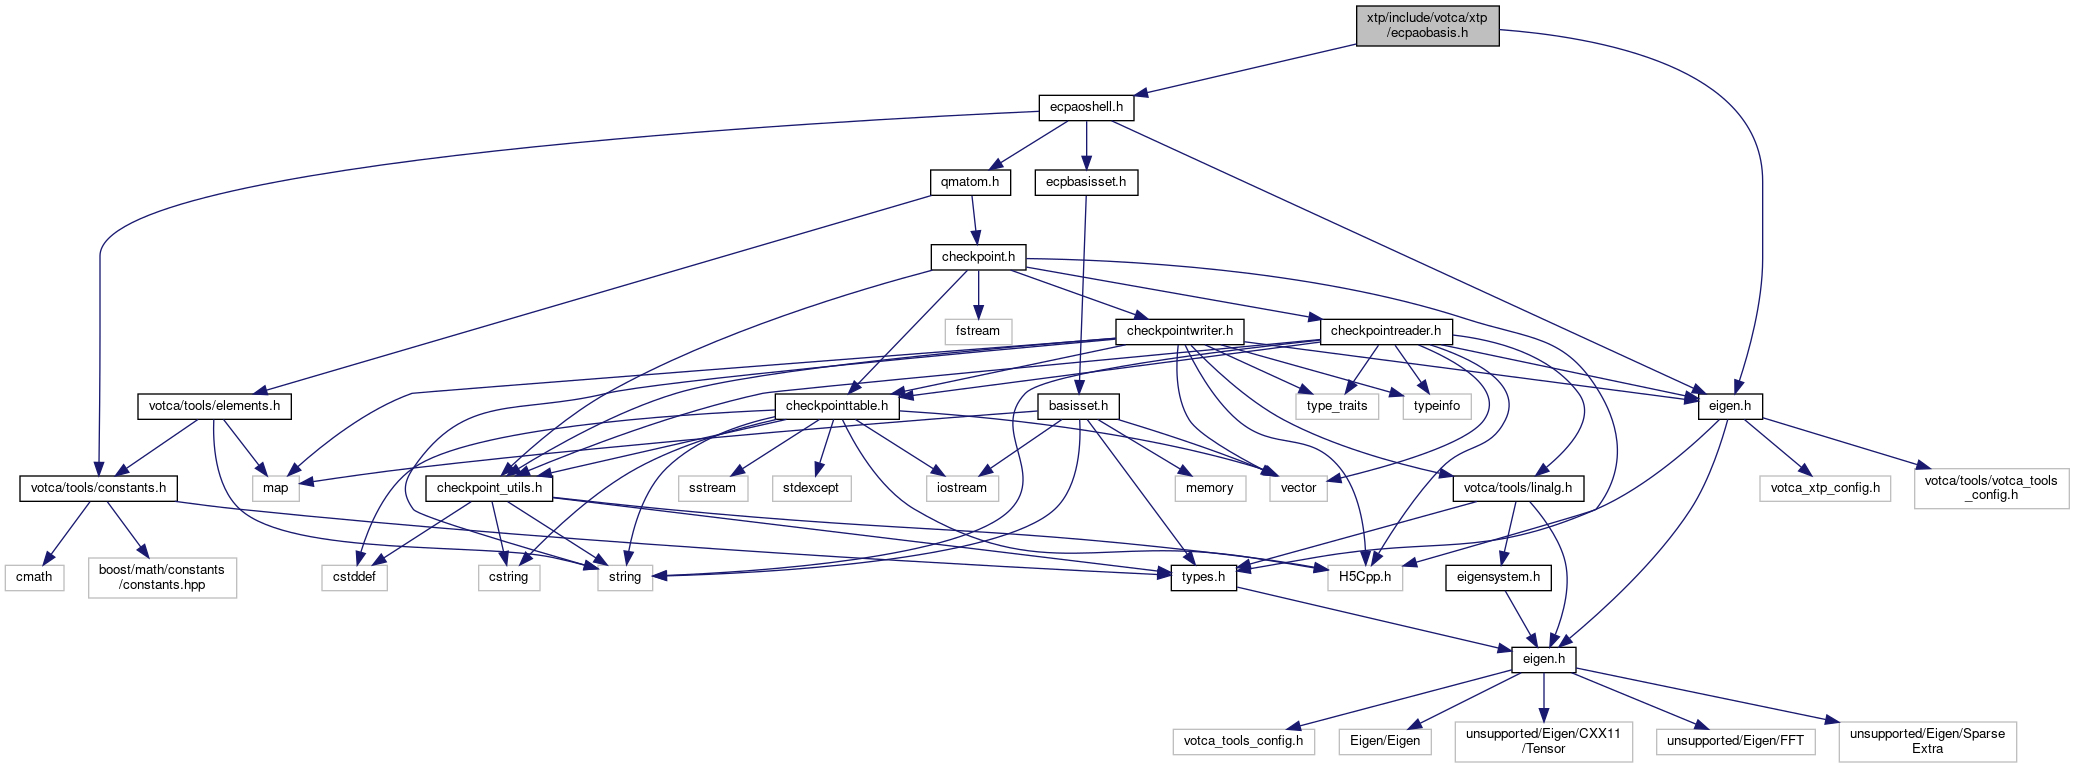 xtp/include/votca/xtp
/ecpaobasis.h
ecpaoshell.h
qmatom.h
ecpbasisset.h
checkpoint.h
fstream
checkpointwriter.h
checkpointreader.h
votca/tools/elements.h
checkpointtable.h
basisset.h
type_traits
typeinfo
eigen.h
votca/tools/constants.h
map
checkpoint_utils.h
sstream
stdexcept
iostream
memory
vector
votca/tools/linalg.h
votca_xtp_config.h
votca/tools/votca_tools
_config.h
cmath
boost/math/constants
/constants.hpp
cstddef
cstring
string
types.h
H5Cpp.h
eigensystem.h
eigen.h
votca_tools_config.h
Eigen/Eigen
unsupported/Eigen/CXX11
/Tensor
unsupported/Eigen/FFT
unsupported/Eigen/Sparse
Extra